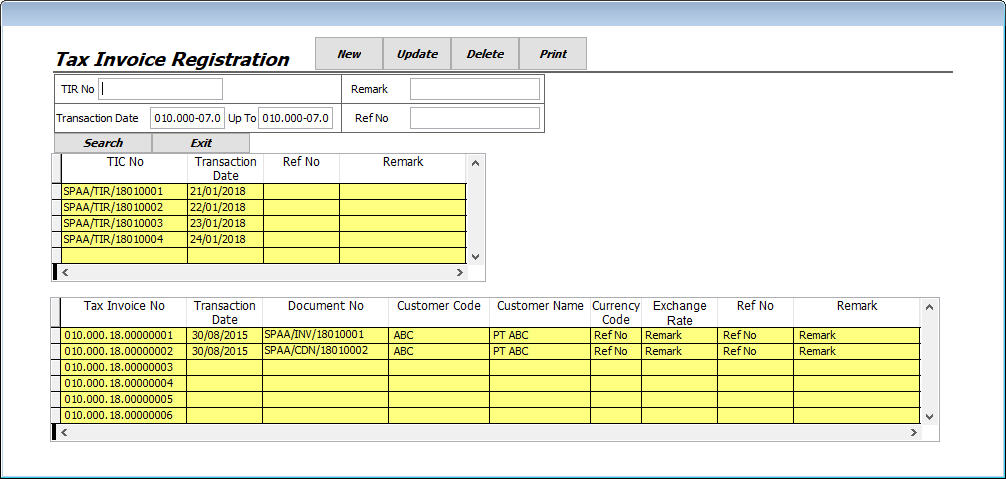 Tax Invoice Registration
New Update Delete Print
TIR No Remark
Transaction Date 010.000-07.0 Up To 010.000-07.0 Ref No
Search Exit
TIC No Transaction Date Ref No Remark
SPAA/TIR/18010001 21/01/2018
SPAA/TIR/18010002 22/01/2018
SPAA/TIR/18010003 23/01/2018
SPAA/TIR/18010004 24/01/2018
Tax Invoice No Transaction Date Document No Customer Code Customer Name Currency Code Exchange Rate Ref No Remark
010.000.18.00000001 30/08/2015 SPAA/INV/18010001 ABC PT ABC Ref No Remark Ref No Remark
010.000.18.00000002 30/08/2015 SPAA/CDN/18010002 ABC PT ABC Ref No Remark Ref No Remark
010.000.18.00000003
010.000.18.00000004
010.000.18.00000005
010.000.18.00000006